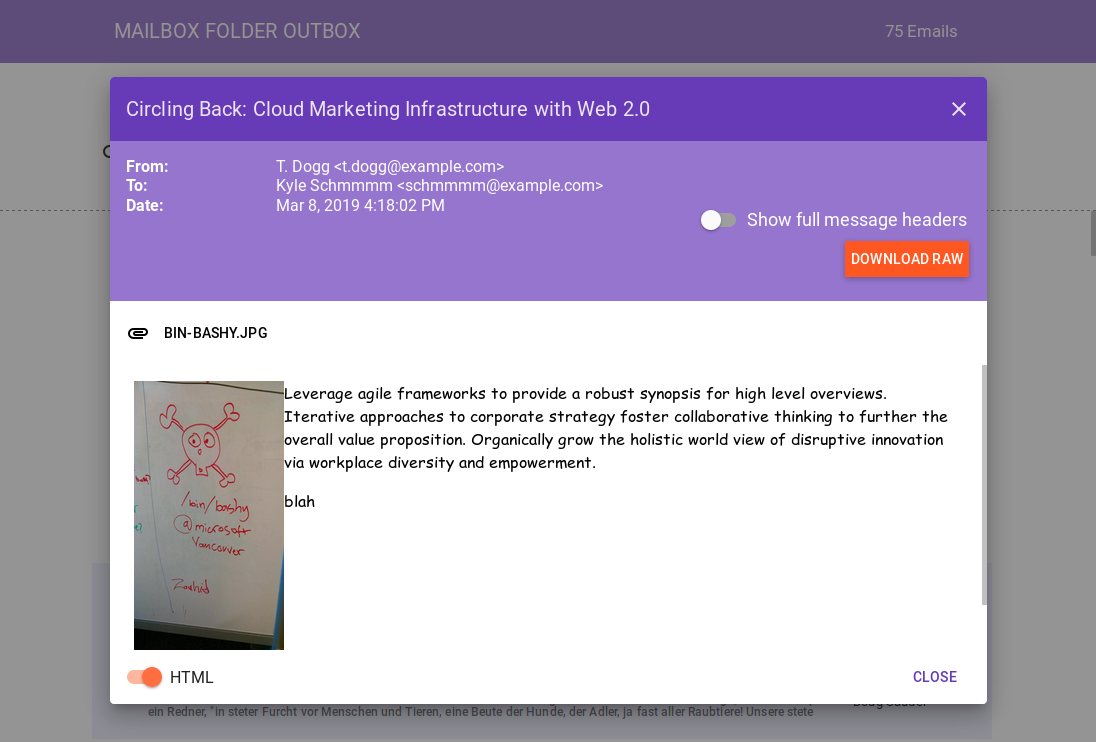 MAILBOX FOLDER OUTBOX
75 Emails
Circling Back: Cloud Marketing Infrastructure with Web 2.0
From: T. Dogg <t.dogg@example.com>
To: Kyle Schmmmm <schmmmm@example.com>
Date: Mar 8, 2019 4:18:02 PM
Show full message headers
DOWNLOAD RAW
BIN-BASHY.JPG
Leverage agile frameworks to provide a robust synopsis for high level overviews.
Iterative approaches to corporate strategy foster collaborative thinking to further the
overall value proposition. Organically grow the holistic world view of disruptive innovation
via workplace diversity and empowerment.
blah
/bin/bashy
@microsoft
Vancouver
Zashid
HTML
CLOSE
ein Redner, "in steter Furcht vor Menschen und Tieren, eine Beute der Hunde, der Adler, ja fast aller Raubtiere! Unsere stete